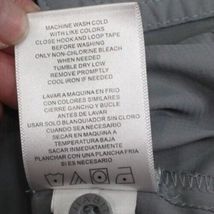 MACHINE WASH COLD
WITH LIKE COLORS
CLOSE HOOK AND LOOP TAPE
BEFORE WASHING
ONLY NON-CHLORINE BLEACH
WHEN NEEDED
TUMBLE DRY LOW
REMOVE PROMPTLY
COOL IRON IF NEEDED
LAVAR A MAQUINA EN FRIO
CON COLORES SIMILARES
CIERRE GANCHO Y BUCLE
ANTES DE LAVAR
USAR SOLO BLANQUEADOR SIN CLORO
CUANDO SEA NECESARIO
SECAR EN MAQUINA A
TEMPERATURA BAJA
SACAR INMEDIATAMENTE
PLANCHAR CON UNA PLANCHA FRIA
SI ES NECESARIO